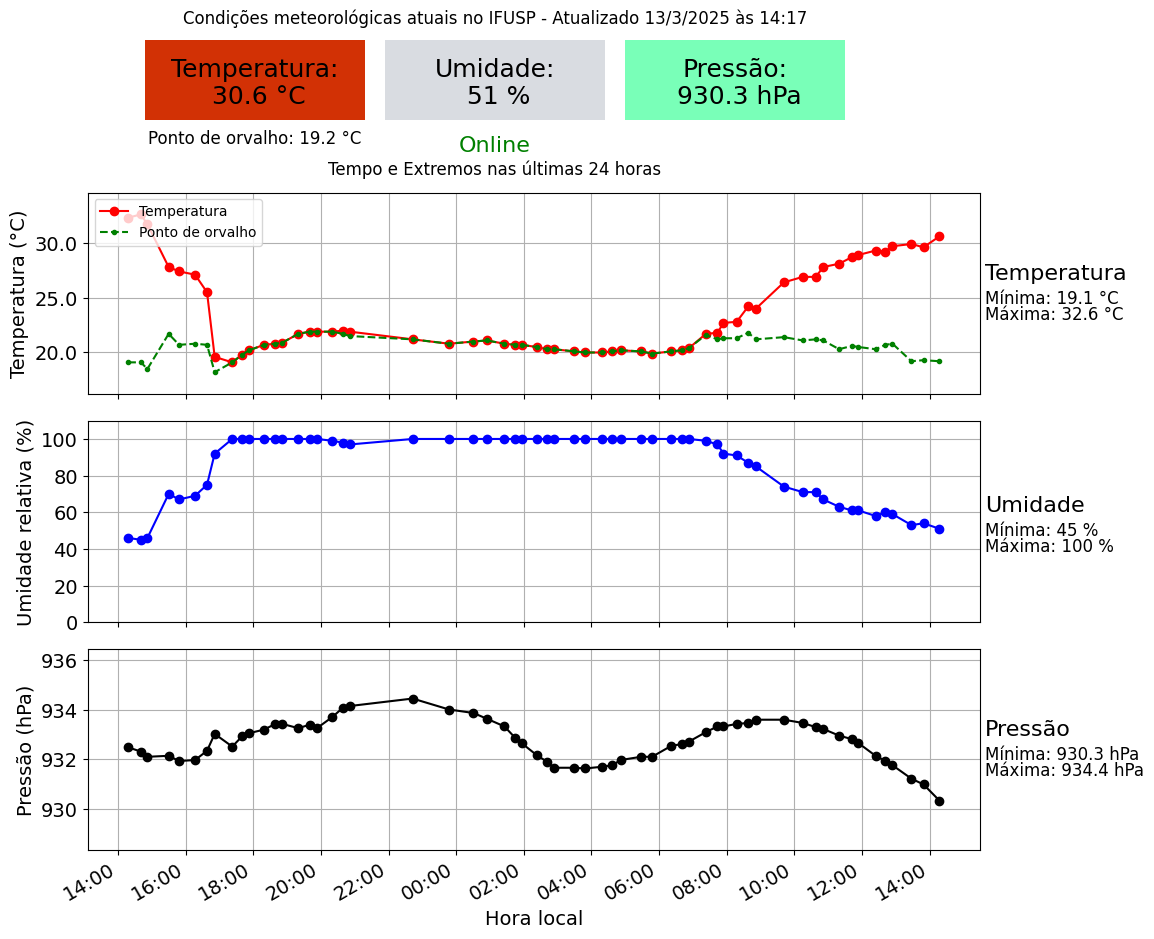 Condições meteorológicas atuais no IFUSP - Atualizado 13/3/2025 às 14:17
Temperatura:
30.6 °C
Umidade:
51 %
Pressão:
930.3 hPa
Ponto de orvalho: 19.2 °C
Online
Tempo e Extremos nas últimas 24 horas
Temperatura (°C)
30.0
25.0
20.0
Temperatura
Ponto de orvalho
Temperatura
Mínima: 19.1 °C
Máxima: 32.6 °C
Umidade relativa (%)
100
80
60
40
20
0
Umidade
Mínima: 45 %
Máxima: 100 %
Pressão (hPa)
936
934
932
930
Pressão
Mínima: 930.3 hPa
Máxima: 934.4 hPa
14:00
16:00
18:00
20:00
22:00
00:00
02:00
04:00
06:00
08:00
10:00
12:00
14:00
Hora local